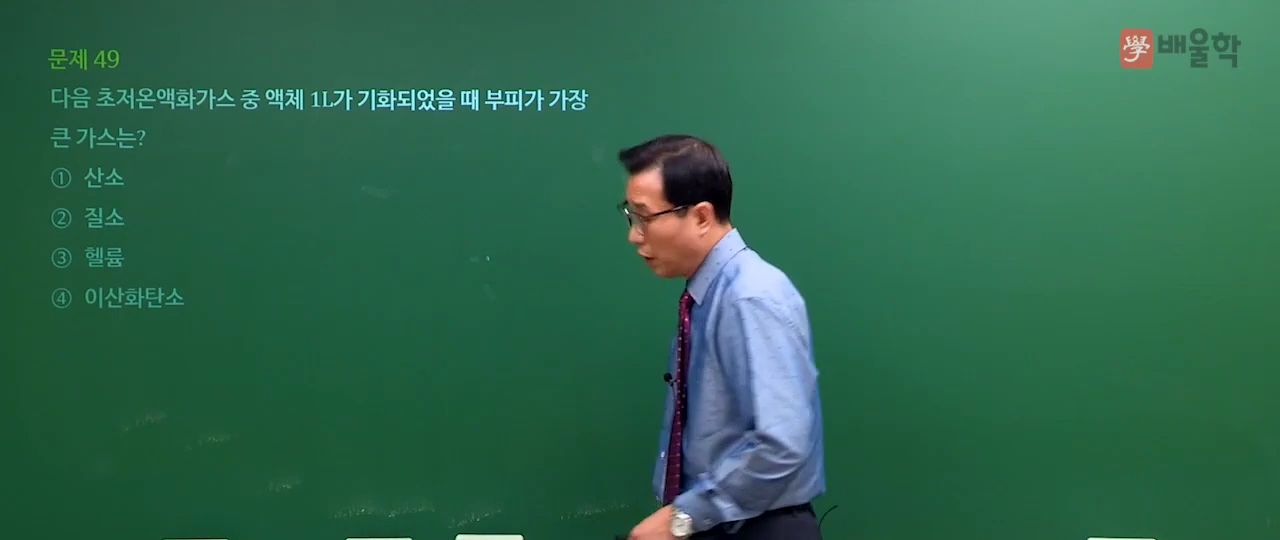 學 배울학
문제 49
다음 초저온액화가스 중 액체 1L가 기화되었을 때 부피가 가장
큰 가스는?
① 산소
② 질소
③ 헬륨
④ 이산화탄소